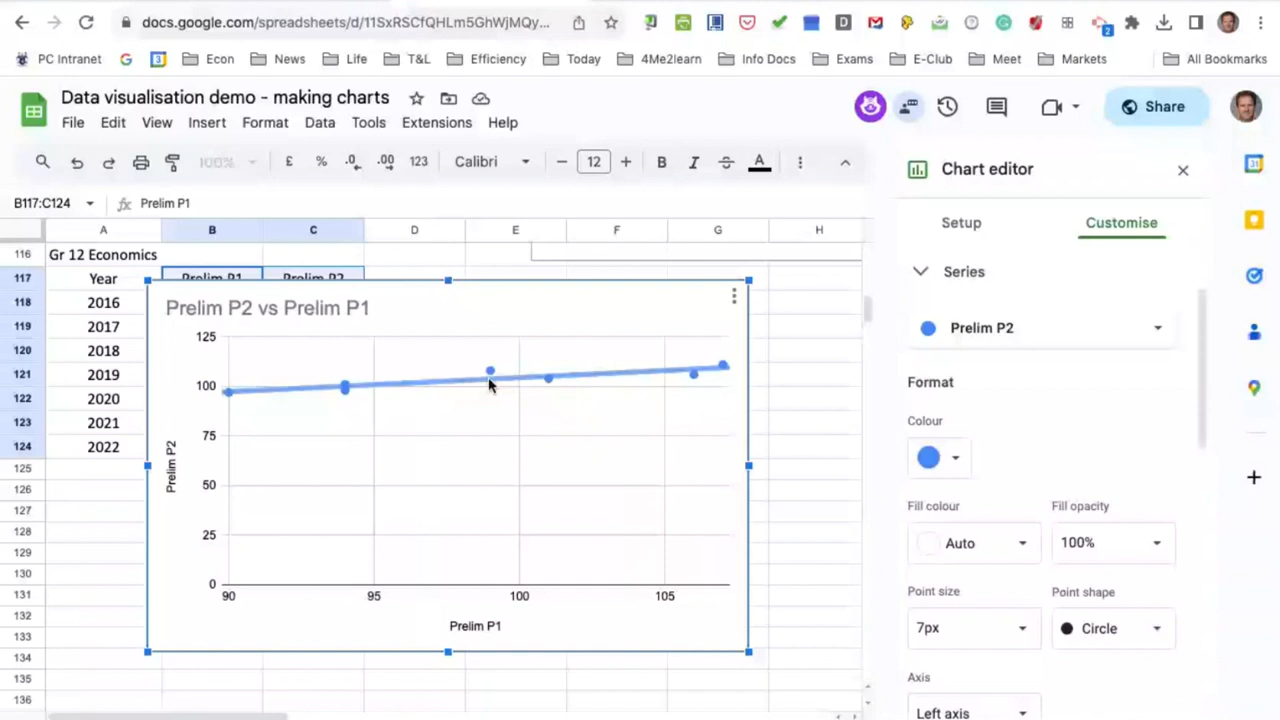 docs.google.com/spreadsheets/d/11SxRSCfQHLm5GhWjMQy...
2
PC Intranet Econ News Life T&L Efficiency Today 4Me2learn Info Docs Exams E-Club Meet Markets All Bookmarks
Data visualisation demo - making charts
Share
File Edit View Insert Format Data Tools Extensions Help
100% £ % .0 .00 123 Calibri 12 B I S A
Chart editor
B117:C124 fx Prelim P1
Setup Customise
A B C D E F G H
116 Gr 12 Economics
Series
117 Year Prelim P1 Prelim P2
118 2016
119 2017
120 2018
121 2019
122 2020
123 2021
124 2022
125
126
127
128
129
130
131
132
133
134
135
136
Prelim P2 vs Prelim P1
125
100
75
50
25
0
Prelim P2
90 95 100 105
Prelim P1
Prelim P2
Format
Colour
Fill colour Fill opacity
Auto 100%
Point size Point shape
7px Circle
Axis
Left axis